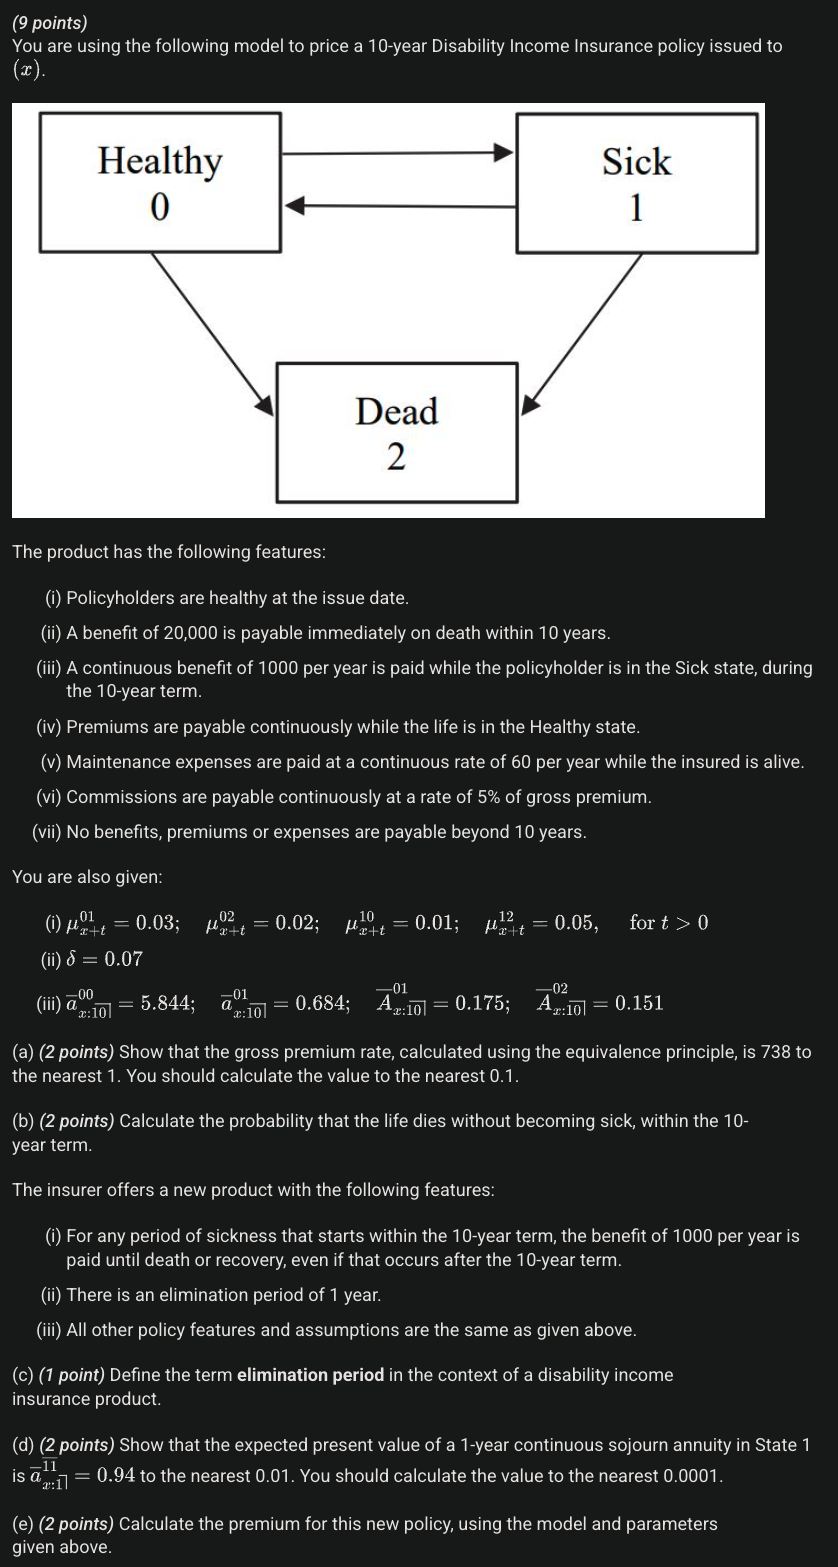 (9 points)
You are using the following model to price a 10-year Disability Income Insurance policy issued to
(x).
Healthy
0
Sick
1
Dead
2
The product has the following features:
(i) Policyholders are healthy at the issue date.
(ii) A benefit of 20,000 is payable immediately on death within 10 years.
(iii) A continuous benefit of 1000 per year is paid while the policyholder is in the Sick state, during
the 10-year term.
(iv) Premiums are payable continuously while the life is in the Healthy state.
(v) Maintenance expenses are paid at a continuous rate of 60 per year while the insured is alive.
(vi) Commissions are payable continuously at a rate of 5% of gross premium.
(vii) No benefits, premiums or expenses are payable beyond 10 years.
You are also given:
(i) $\mu^{01}_{x+t} = 0.03;\quad \mu^{02}_{x+t} = 0.02;\quad \mu^{10}_{x+t} = 0.01;\quad \mu^{12}_{x+t} = 0.05,\quad$ for $t > 0$
(ii) $\delta = 0.07$
(iii) $\overline{a}^{00}_{x:\overline{10|}} = 5.844;\quad \overline{a}^{01}_{x:\overline{10|}} = 0.684;\quad \overline{A}^{01}_{x:\overline{10|}} = 0.175;\quad \overline{A}^{02}_{x:\overline{10|}} = 0.151$
(a) (2 points) Show that the gross premium rate, calculated using the equivalence principle, is 738 to
the nearest 1. You should calculate the value to the nearest 0.1.
(b) (2 points) Calculate the probability that the life dies without becoming sick, within the 10-
year term.
The insurer offers a new product with the following features:
(i) For any period of sickness that starts within the 10-year term, the benefit of 1000 per year is
paid until death or recovery, even if that occurs after the 10-year term.
(ii) There is an elimination period of 1 year.
(iii) All other policy features and assumptions are the same as given above.
(c) (1 point) Define the term elimination period in the context of a disability income
insurance product.
(d) (2 points) Show that the expected present value of a 1-year continuous sojourn annuity in State 1
is $\overline{a}^{\overline{11}}_{x:\overline{1|}} = 0.94$ to the nearest 0.01. You should calculate the value to the nearest 0.0001.
(e) (2 points) Calculate the premium for this new policy, using the model and parameters
given above.